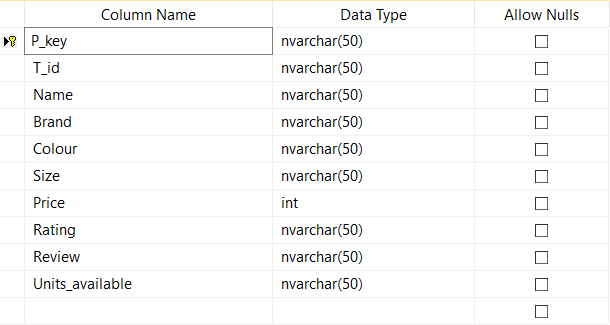 Column Name Data Type Allow Nulls
P_key nvarchar(50)
T_id nvarchar(50)
Name nvarchar(50)
Brand nvarchar(50)
Colour nvarchar(50)
Size nvarchar(50)
Price int
Rating nvarchar(50)
Review nvarchar(50)
Units_available nvarchar(50)